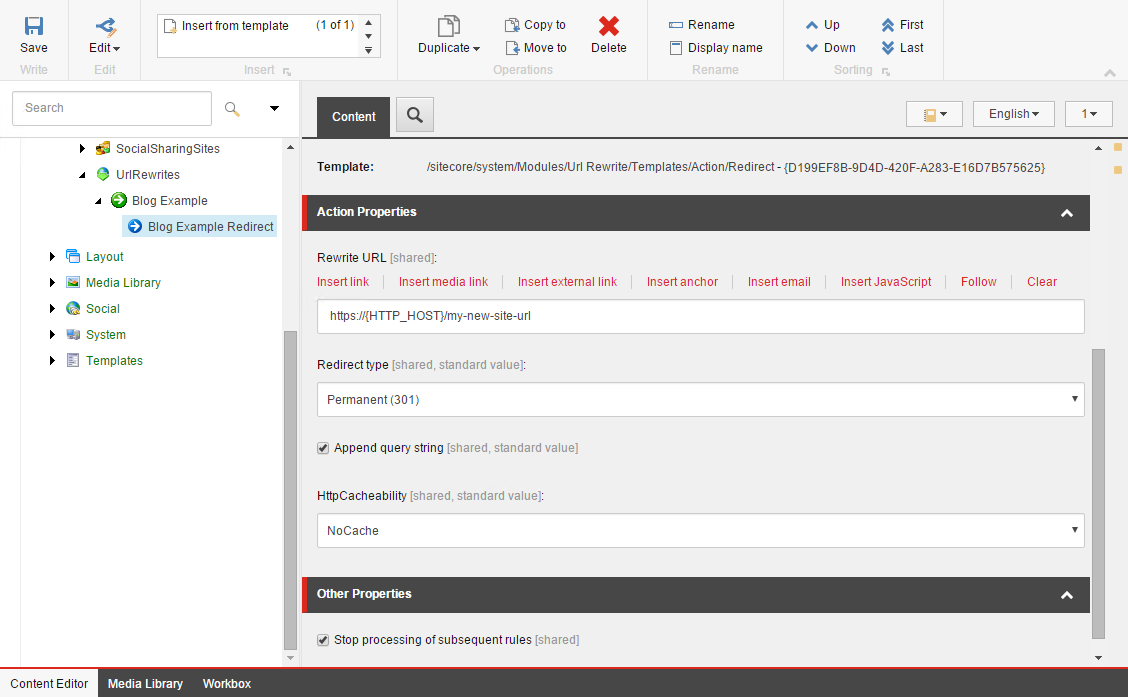 Save
Write
Edit
Edit
Insert from template (1 of 1)
Insert
Duplicate
Copy to
Move to
Delete
Operations
Rename
Display name
Rename
Up
Down
First
Last
Sorting
Search
SocialSharingSites
UrlRewrites
Blog Example
Blog Example Redirect
Layout
Media Library
Social
System
Templates
Content
English
1
Template: /sitecore/system/Modules/Url Rewrite/Templates/Action/Redirect - {D199EF8B-9D4D-420F-A283-E16D7B575625}
Action Properties
Rewrite URL [shared]:
Insert link Insert media link Insert external link Insert anchor Insert email Insert JavaScript Follow Clear
https://{HTTP_HOST}/my-new-site-url
Redirect type [shared, standard value]:
Permanent (301)
Append query string [shared, standard value]
HttpCacheability [shared, standard value]:
NoCache
Other Properties
Stop processing of subsequent rules [shared]
Content Editor Media Library Workbox